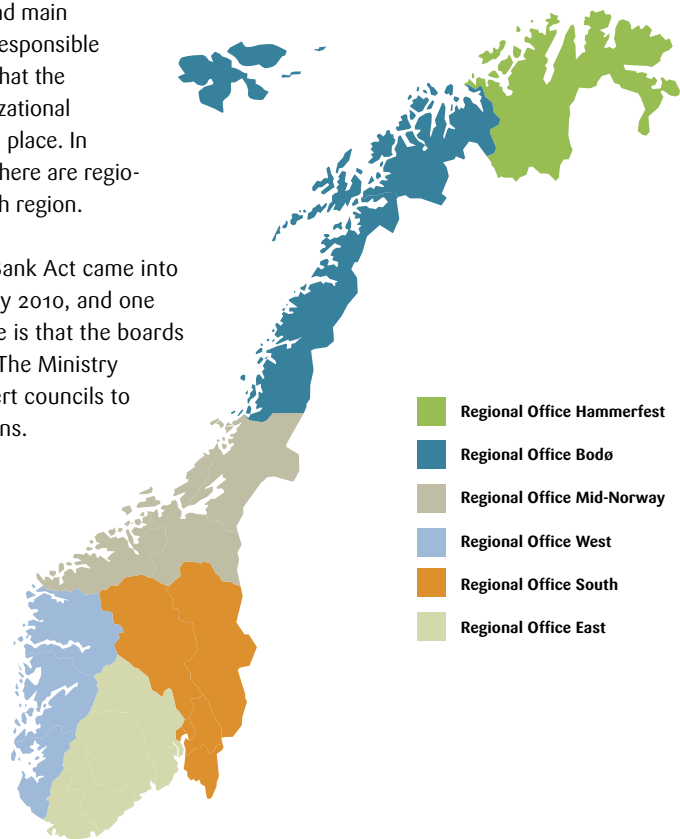 nd main
esponsible
hat the
zational
place. In
here are regio-
h region.
Bank Act came into
y 2010, and one
e is that the boards
The Ministry
ert councils to
ns.
Regional Office Hammerfest
Regional Office Bodø
Regional Office Mid-Norway
Regional Office West
Regional Office South
Regional Office East